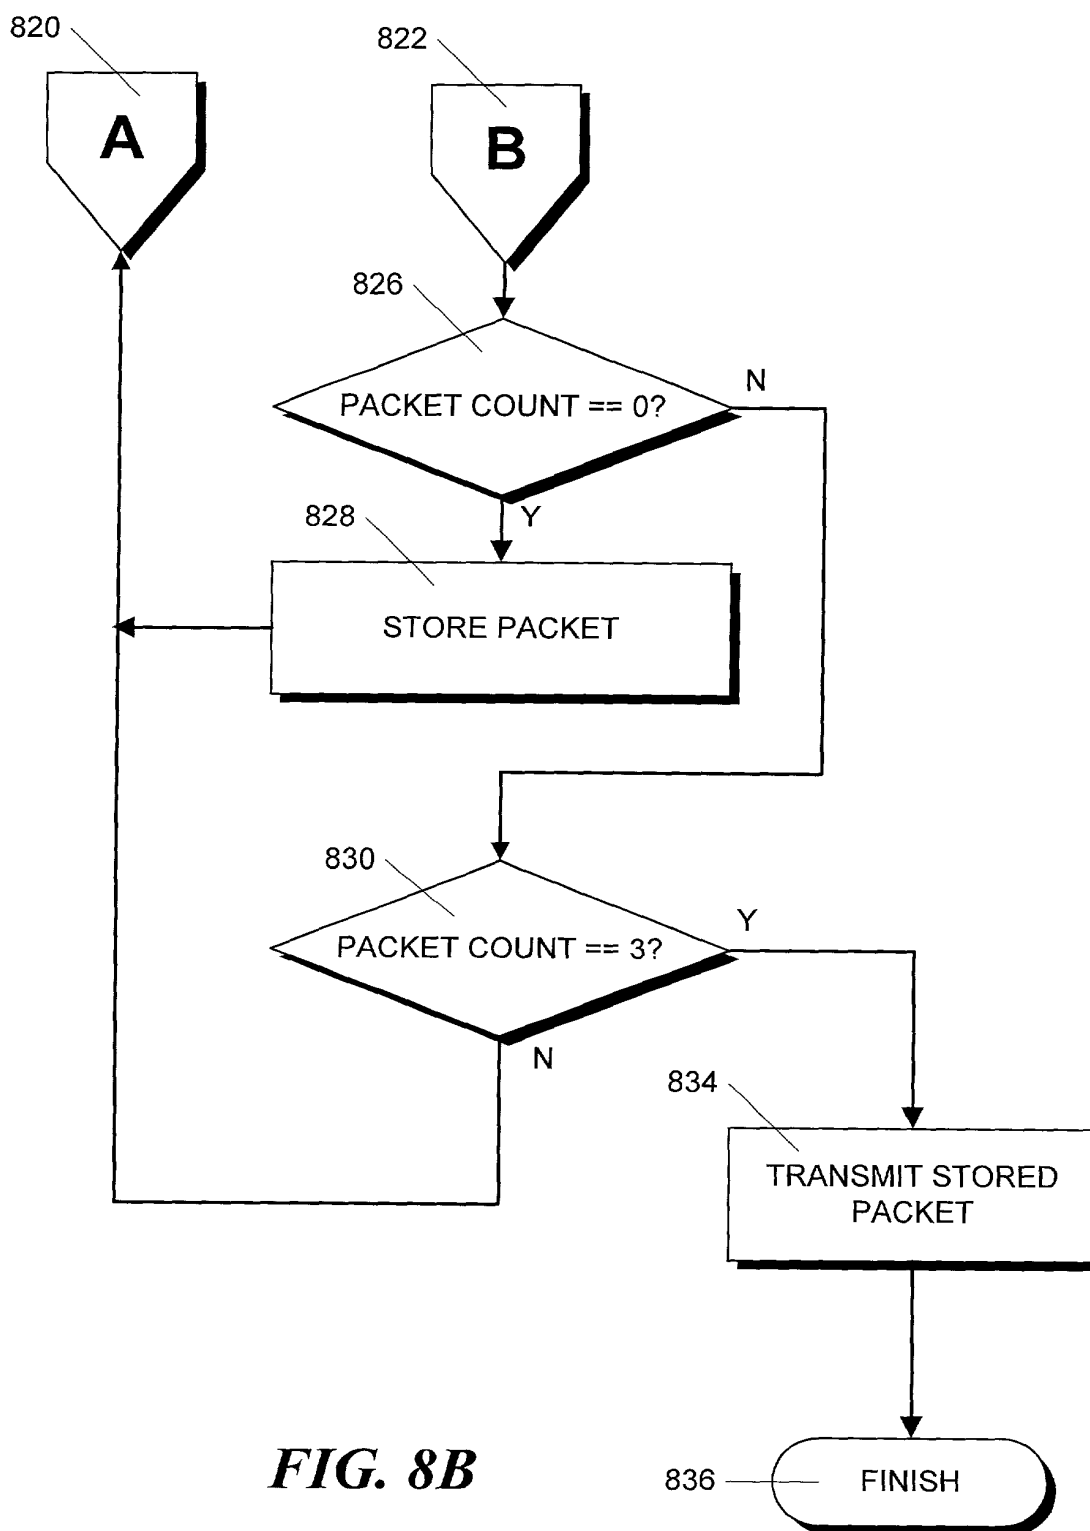 820
822
A
B
826
N
PACKET COUNT == 0?
Y
828
STORE PACKET
830
Y
PACKET COUNT == 3?
N
834
TRANSMIT STORED
PACKET
FIG. 8B
836
FINISH